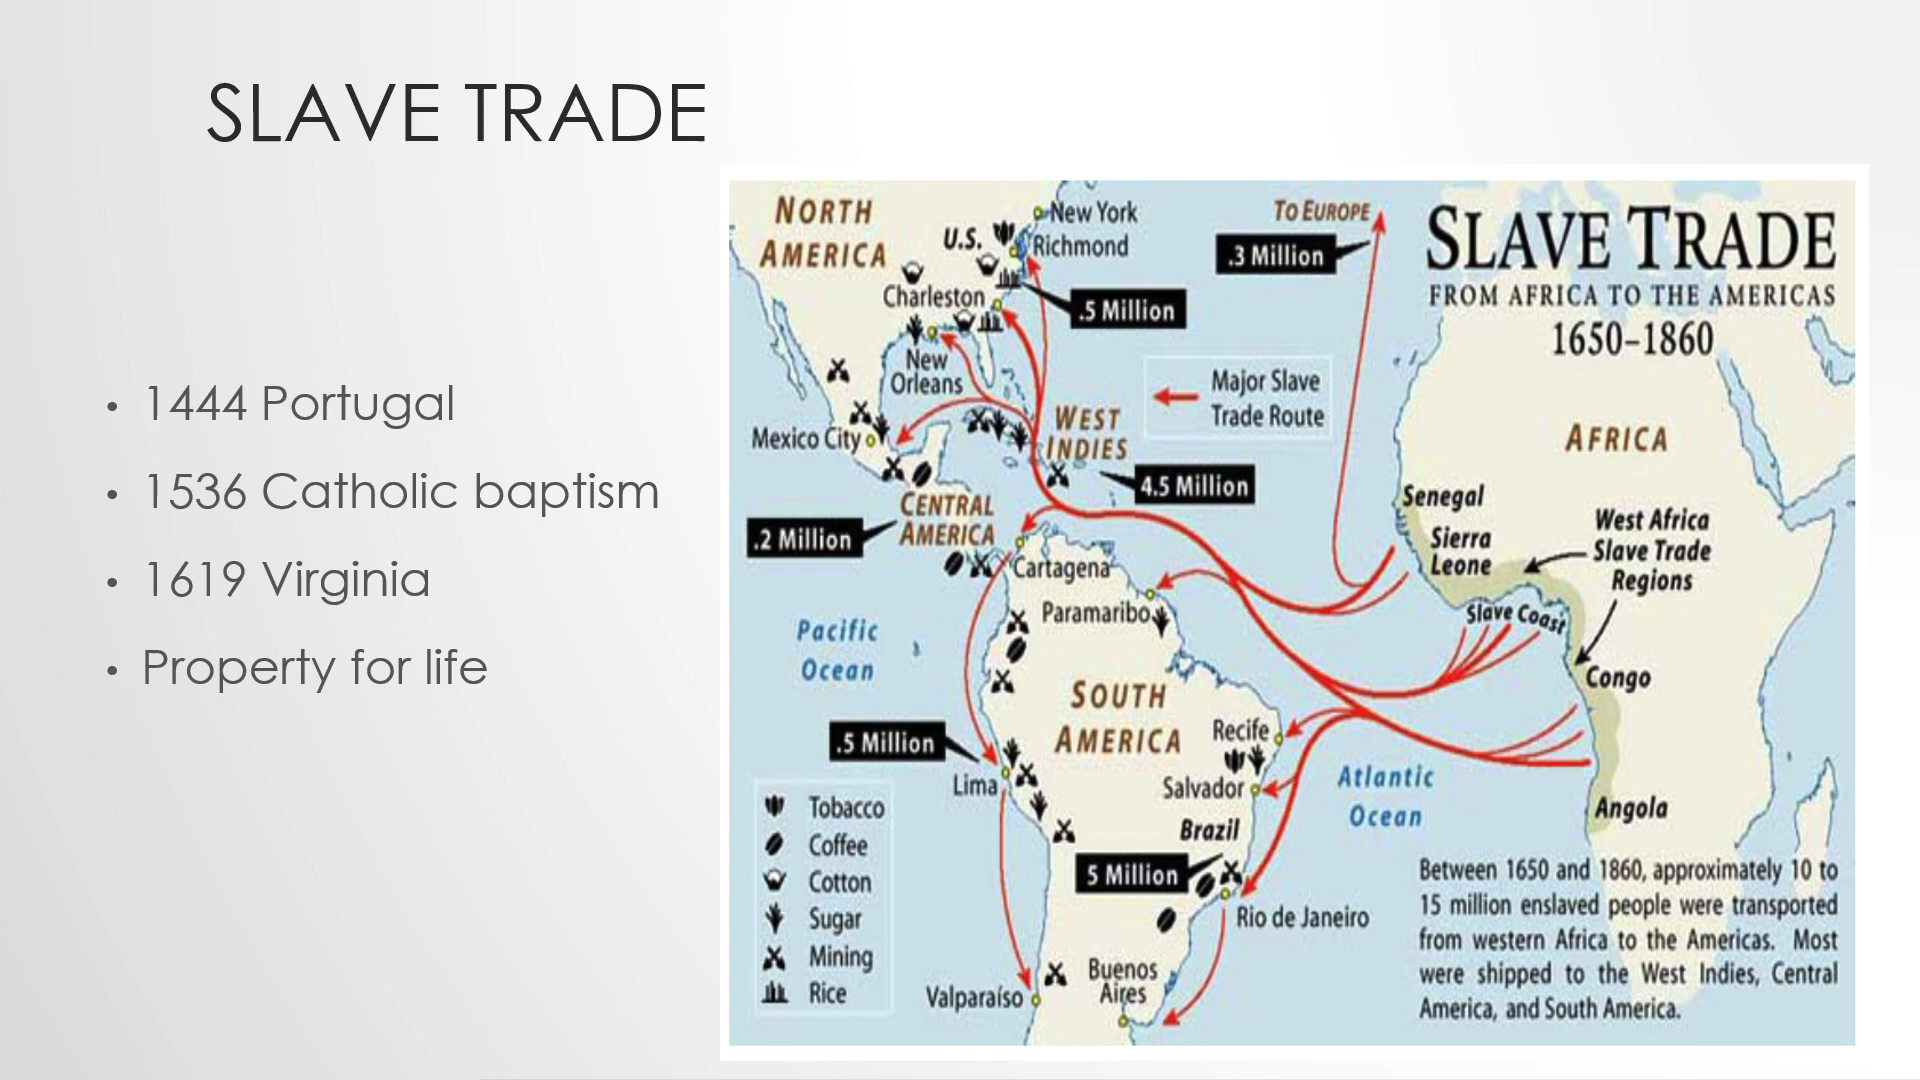 SLAVE TRADE
• 1444 Portugal
• 1536 Catholic baptism
• 1619 Virginia
• Property for life
SLAVE TRADE
FROM AFRICA TO THE AMERICAS
1650–1860
NORTH
AMERICA
U.S.
New York
Richmond
Charleston
New
Orleans
Mexico City
.5 Million
TO EUROPE
.3 Million
Major Slave
Trade Route
WEST
INDIES
4.5 Million
CENTRAL
AMERICA
.2 Million
Cartagena
Paramaribo
Pacific
Ocean
SOUTH
AMERICA
.5 Million
Lima
Recife
Salvador
Brazil
5 Million
Rio de Janeiro
Buenos
Aires
Valparaíso
Atlantic
Ocean
AFRICA
Senegal
Sierra
Leone
West Africa
Slave Trade
Regions
Slave Coast
Congo
Angola
Tobacco
Coffee
Cotton
Sugar
Mining
Rice
Between 1650 and 1860, approximately 10 to
15 million enslaved people were transported
from western Africa to the Americas. Most
were shipped to the West Indies, Central
America, and South America.